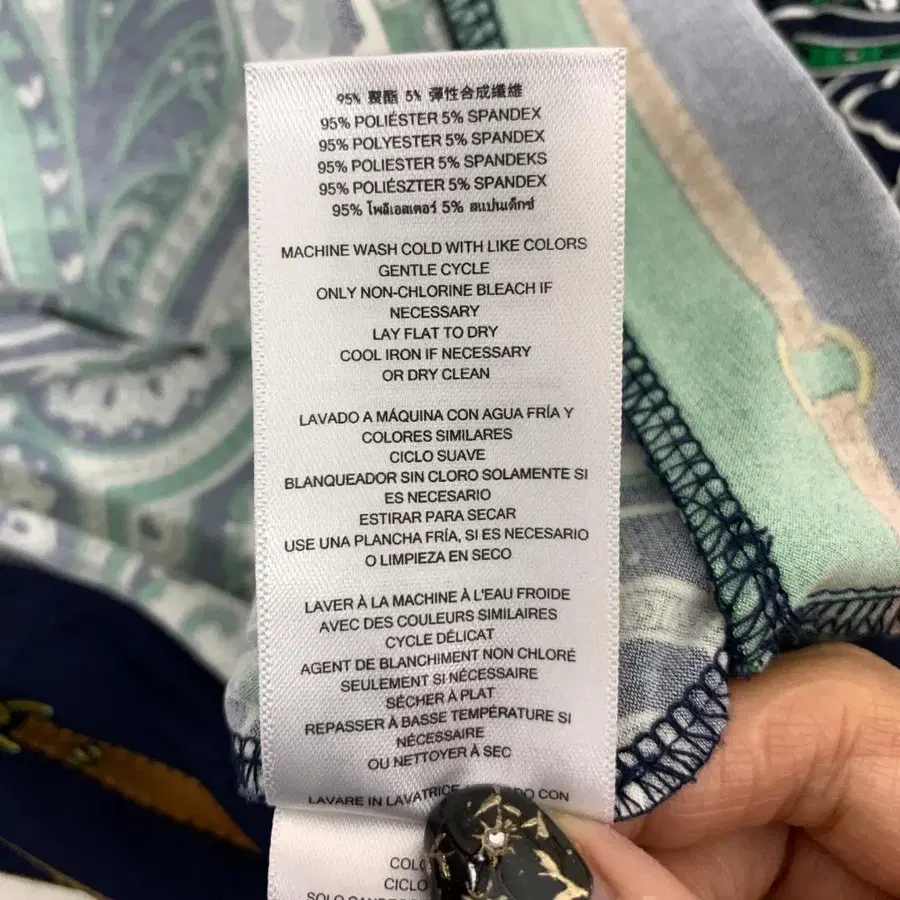 95% 聚酯 5% 彈性合成纖維
95% POLIÉSTER 5% SPANDEX
95% POLYESTER 5% SPANDEX
95% POLIESTER 5% SPANDEKS
95% POLIÉSZTER 5% SPANDEX
95% โพลิเอสเตอร์ 5% สแปนเด็กซ์
MACHINE WASH COLD WITH LIKE COLORS
GENTLE CYCLE
ONLY NON-CHLORINE BLEACH IF
NECESSARY
LAY FLAT TO DRY
COOL IRON IF NECESSARY
OR DRY CLEAN
LAVADO A MÁQUINA CON AGUA FRÍA Y
COLORES SIMILARES
CICLO SUAVE
BLANQUEADOR SIN CLORO SOLAMENTE SI
ES NECESARIO
ESTIRAR PARA SECAR
USE UNA PLANCHA FRÍA, SI ES NECESARIO
O LIMPIEZA EN SECO
LAVER À LA MACHINE À L'EAU FROIDE
AVEC DES COULEURS SIMILAIRES
CYCLE DÉLICAT
AGENT DE BLANCHIMENT NON CHLORÉ
SEULEMENT SI NÉCESSAIRE
SÉCHER À PLAT
REPASSER À BASSE TEMPÉRATURE SI
NÉCESSAIRE
OU NETTOYER À SEC
LAVARE IN LAVATRICE CON
CICLO
SOLO